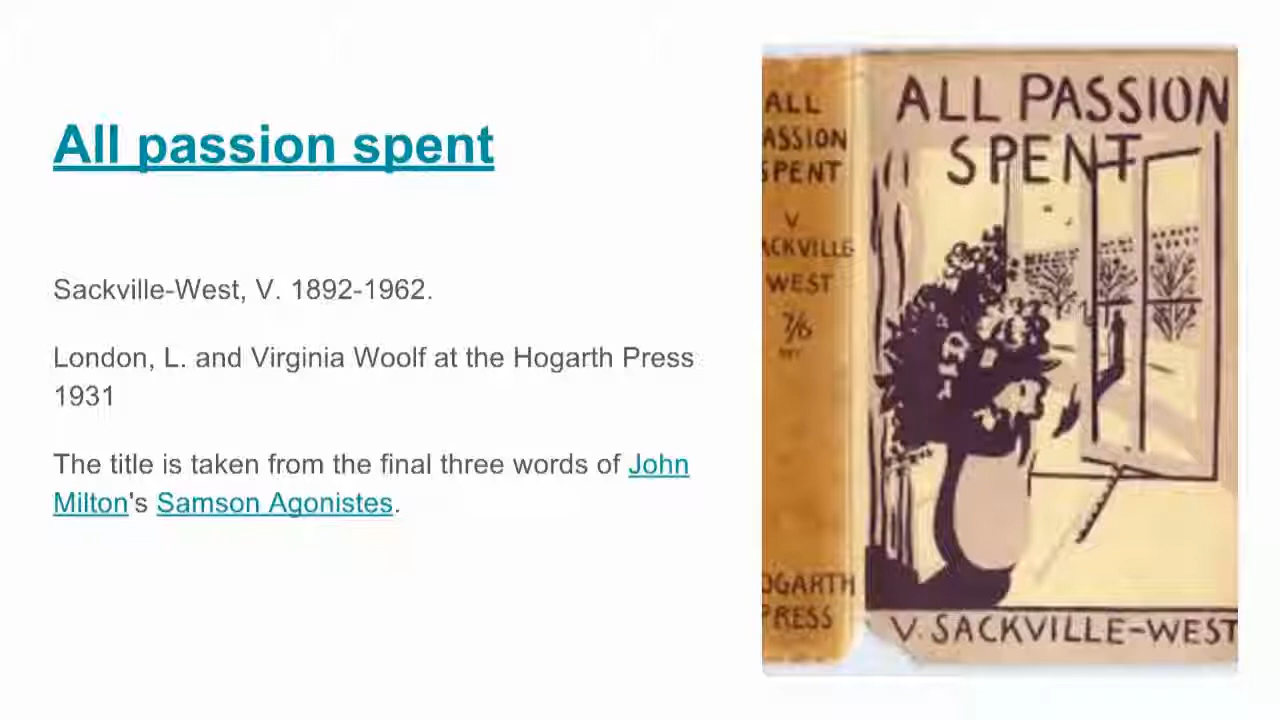 All passion spent
Sackville-West, V. 1892-1962.
London, L. and Virginia Woolf at the Hogarth Press
1931
The title is taken from the final three words of John
Milton's Samson Agonistes.
ALL
ASSION
SPENT
V
ACKVILLE
WEST
7/6
NET
OGARTH
PRESS
ALL PASSION
SPENT
V. SACKVILLE-WEST